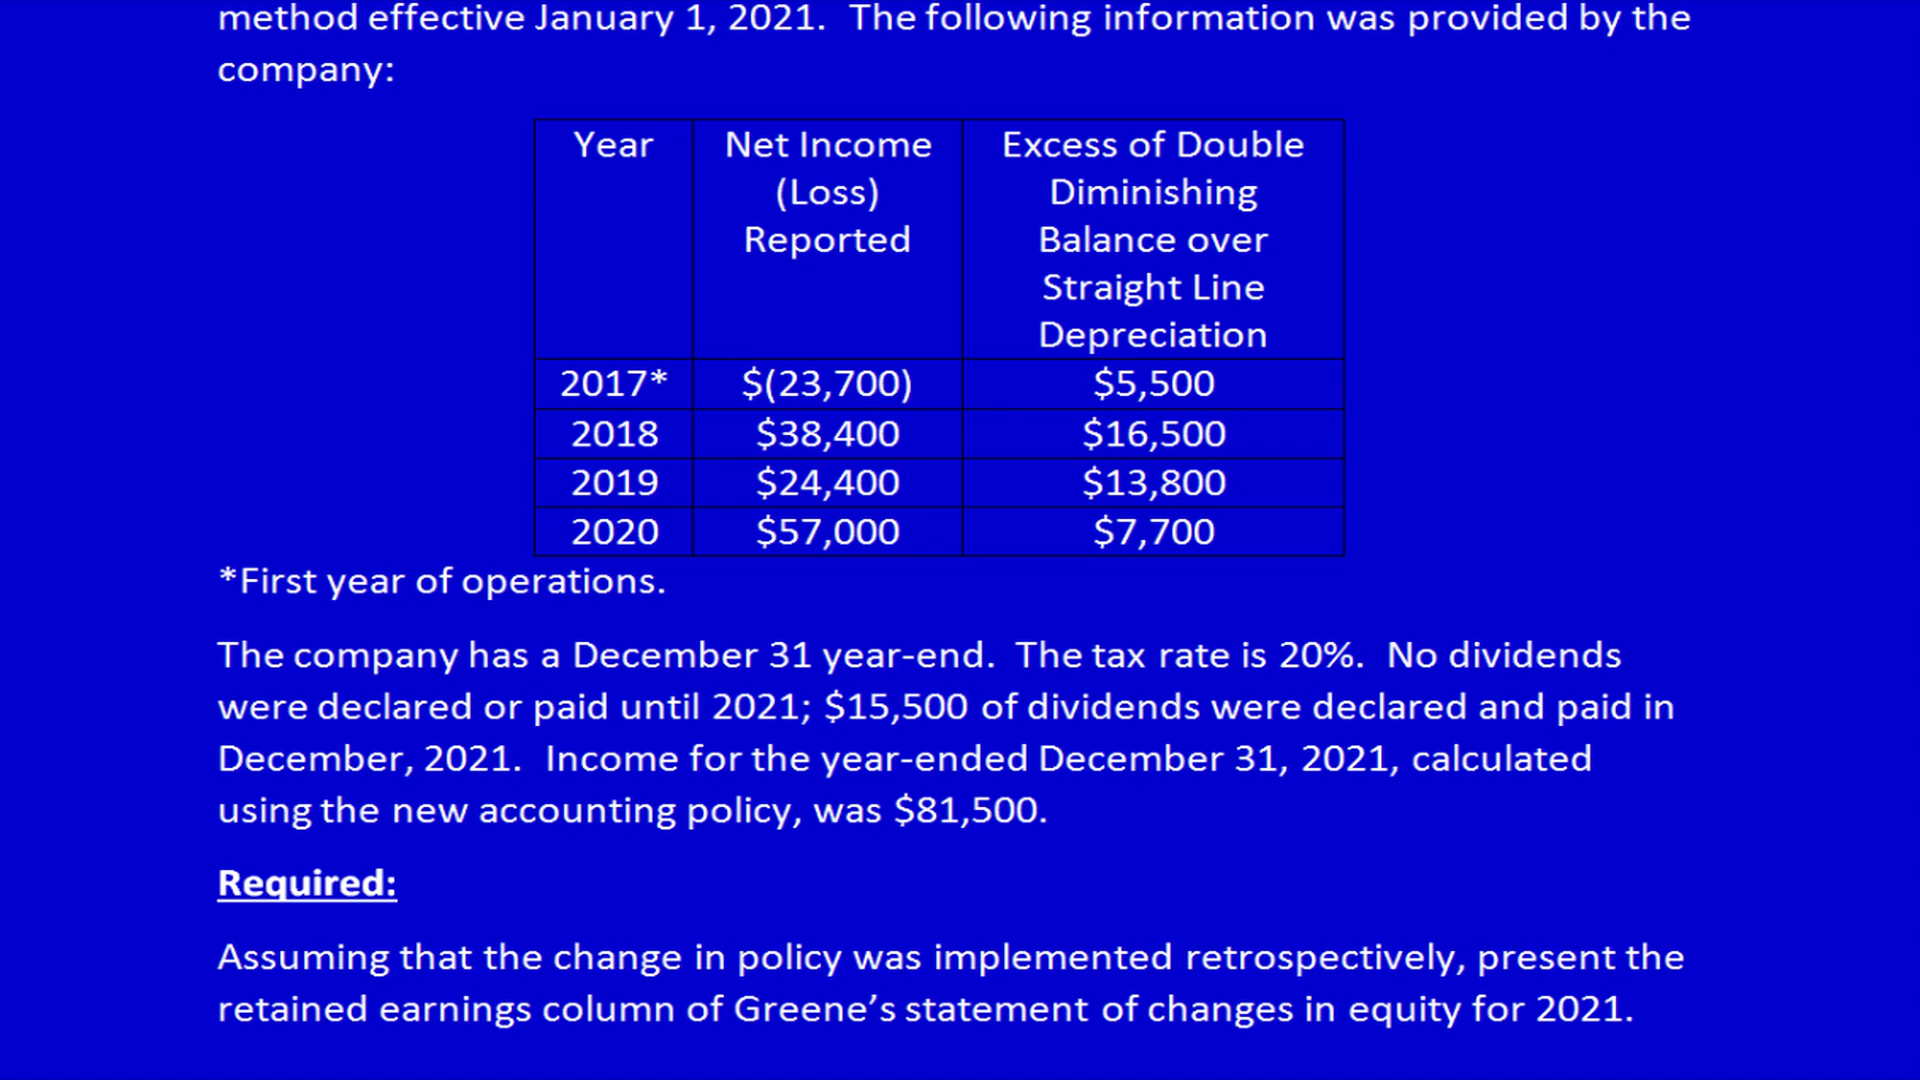 method effective January 1, 2021.  The following information was provided by the
company:
Year
Net Income
(Loss)
Reported
Excess of Double
Diminishing
Balance over
Straight Line
Depreciation
2017* $(23,700) $5,500
2018 $38,400 $16,500
2019 $24,400 $13,800
2020 $57,000 $7,700
*First year of operations.
The company has a December 31 year-end.  The tax rate is 20%.  No dividends
were declared or paid until 2021; $15,500 of dividends were declared and paid in
December, 2021.  Income for the year-ended December 31, 2021, calculated
using the new accounting policy, was $81,500.
Required:
Assuming that the change in policy was implemented retrospectively, present the
retained earnings column of Greene’s statement of changes in equity for 2021.